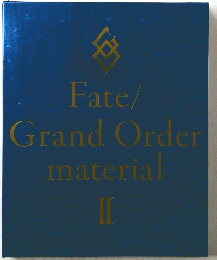 Fate/
Grand Order
material
II